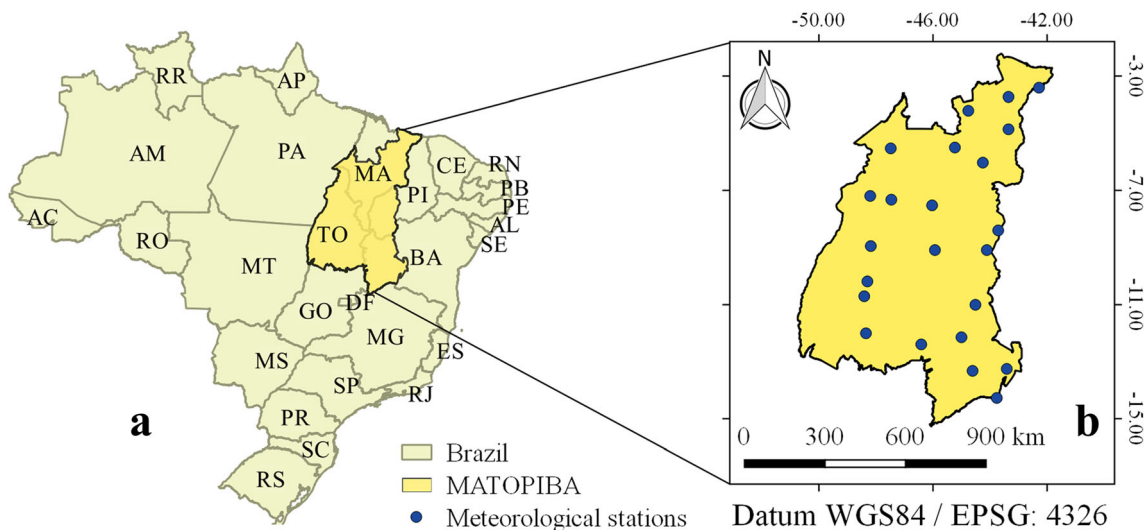 RR
AP
AM
PA
MA
CE
RN
PI
PB
PE
AC
AL
RO
TO
SE
BA
MT
GO
DF
MG
ES
MS
SP
RJ
PR
SC
RS
a
Brazil
MATOPIBA
Meteorological stations
-50.00 -46.00 -42.00
N
-3.00
-7.00
-11.00
-15.00
b
0 300 600 900 km
Datum WGS84 / EPSG: 4326